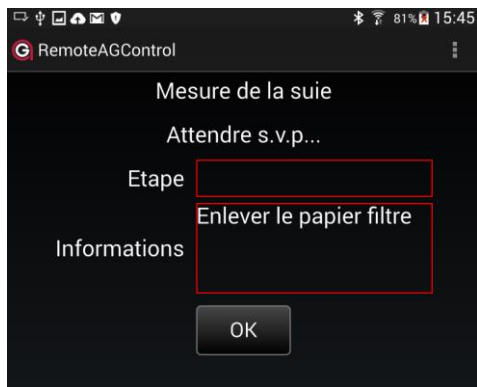 81% 15:45
RemoteAGControl
Mesure de la suie
Attendre s.v.p...
Etape
Enlever le papier filtre
Informations
OK